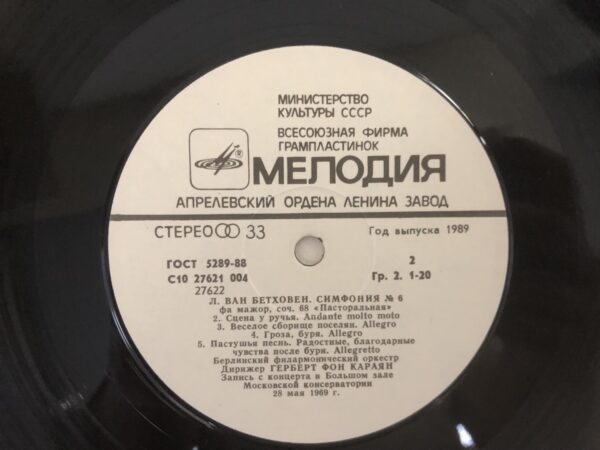 МИНИСТЕРСТВО
КУЛЬТУРЫ СССР
ВСЕСОЮЗНАЯ ФИРМА
ГРАМПЛАСТИНОК
®
МЕЛОДИЯ
АПРЕЛЕВСКИЙ ОРДЕНА ЛЕНИНА ЗАВОД
СТЕРЕО 33 Год выпуска 1989
ГОСТ 5289-88 2
С10 27621 004 Гр. 2. 1-20
27622
Л. ВАН БЕТХОВЕН. СИМФОНИЯ № 6
фа мажор, соч. 68 «Пасторальная»
2. Сцена у ручья. Andante molto moto
3. Веселое сборище поселян. Allegro
4. Гроза, буря. Allegro
5. Пастушья песнь. Радостные, благодарные
чувства после бури. Allegretto
Берлинский филармонический оркестр
Дирижер ГЕРБЕРТ ФОН КАРАЯН
Запись с концерта в Большом зале
Московской консерватории
28 мая 1969 г.